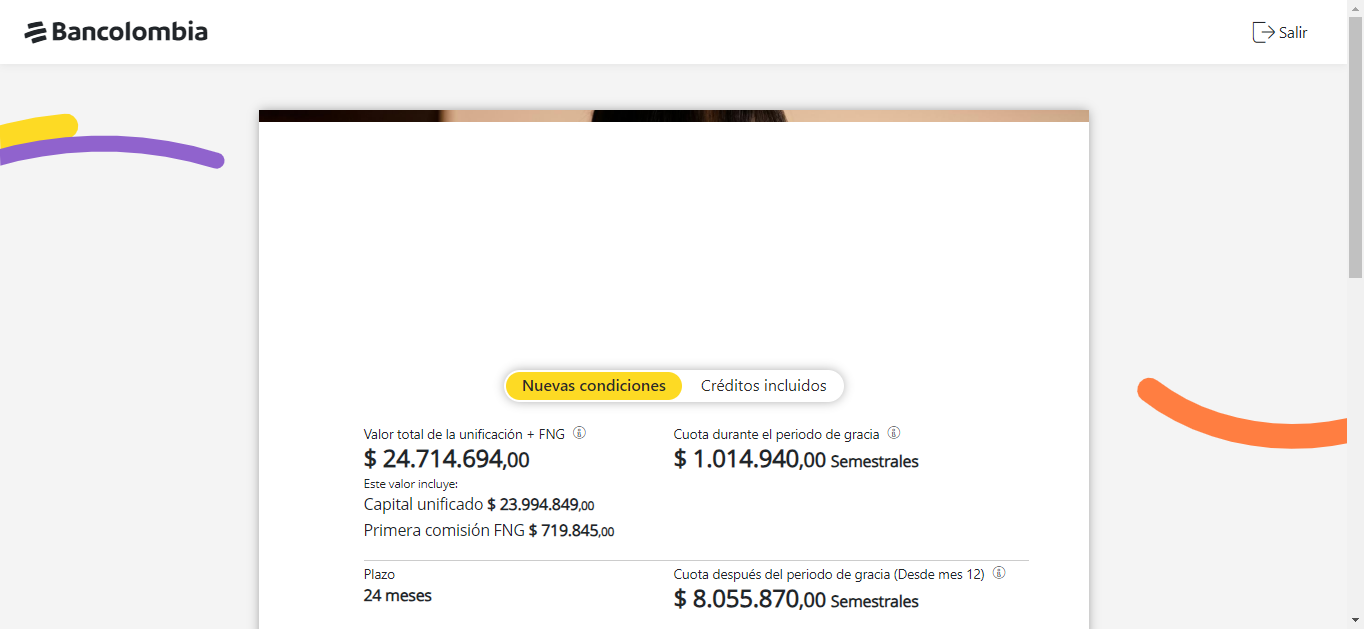 Bancolombia
Salir
Nuevas condiciones
Créditos incluidos
Valor total de la unificación + FNG
$ 24.714.694,00
Este valor incluye:
Capital unificado $ 23.994.849,00
Primera comisión FNG $ 719.845,00
Cuota durante el periodo de gracia
$ 1.014.940,00 Semestrales
Plazo
24 meses
Cuota después del periodo de gracia (Desde mes 12)
$ 8.055.870,00 Semestrales